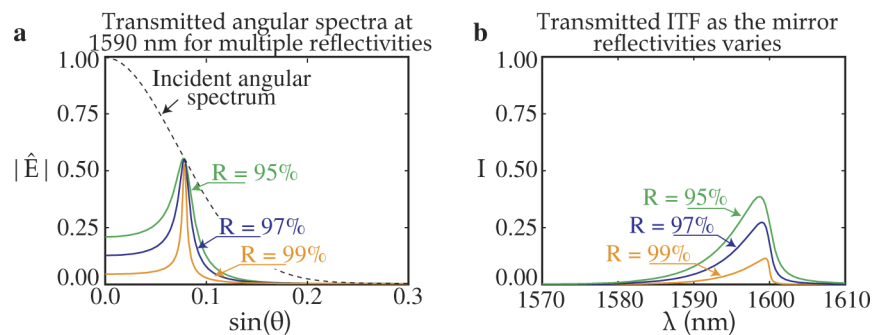 a
Transmitted angular spectra at
1590 nm for multiple reflectivities
1.00
0.75
0.50
0.25
0.00
|Ê|
Incident angular
spectrum
R = 95%
R = 97%
R = 99%
0.0 0.1 0.2 0.3
sin(θ)
b
Transmitted ITF as the mirror
reflectivities varies
1.00
0.75
0.50
0.25
0.00
I
R = 95%
R = 97%
R = 99%
1570 1580 1590 1600 1610
λ (nm)